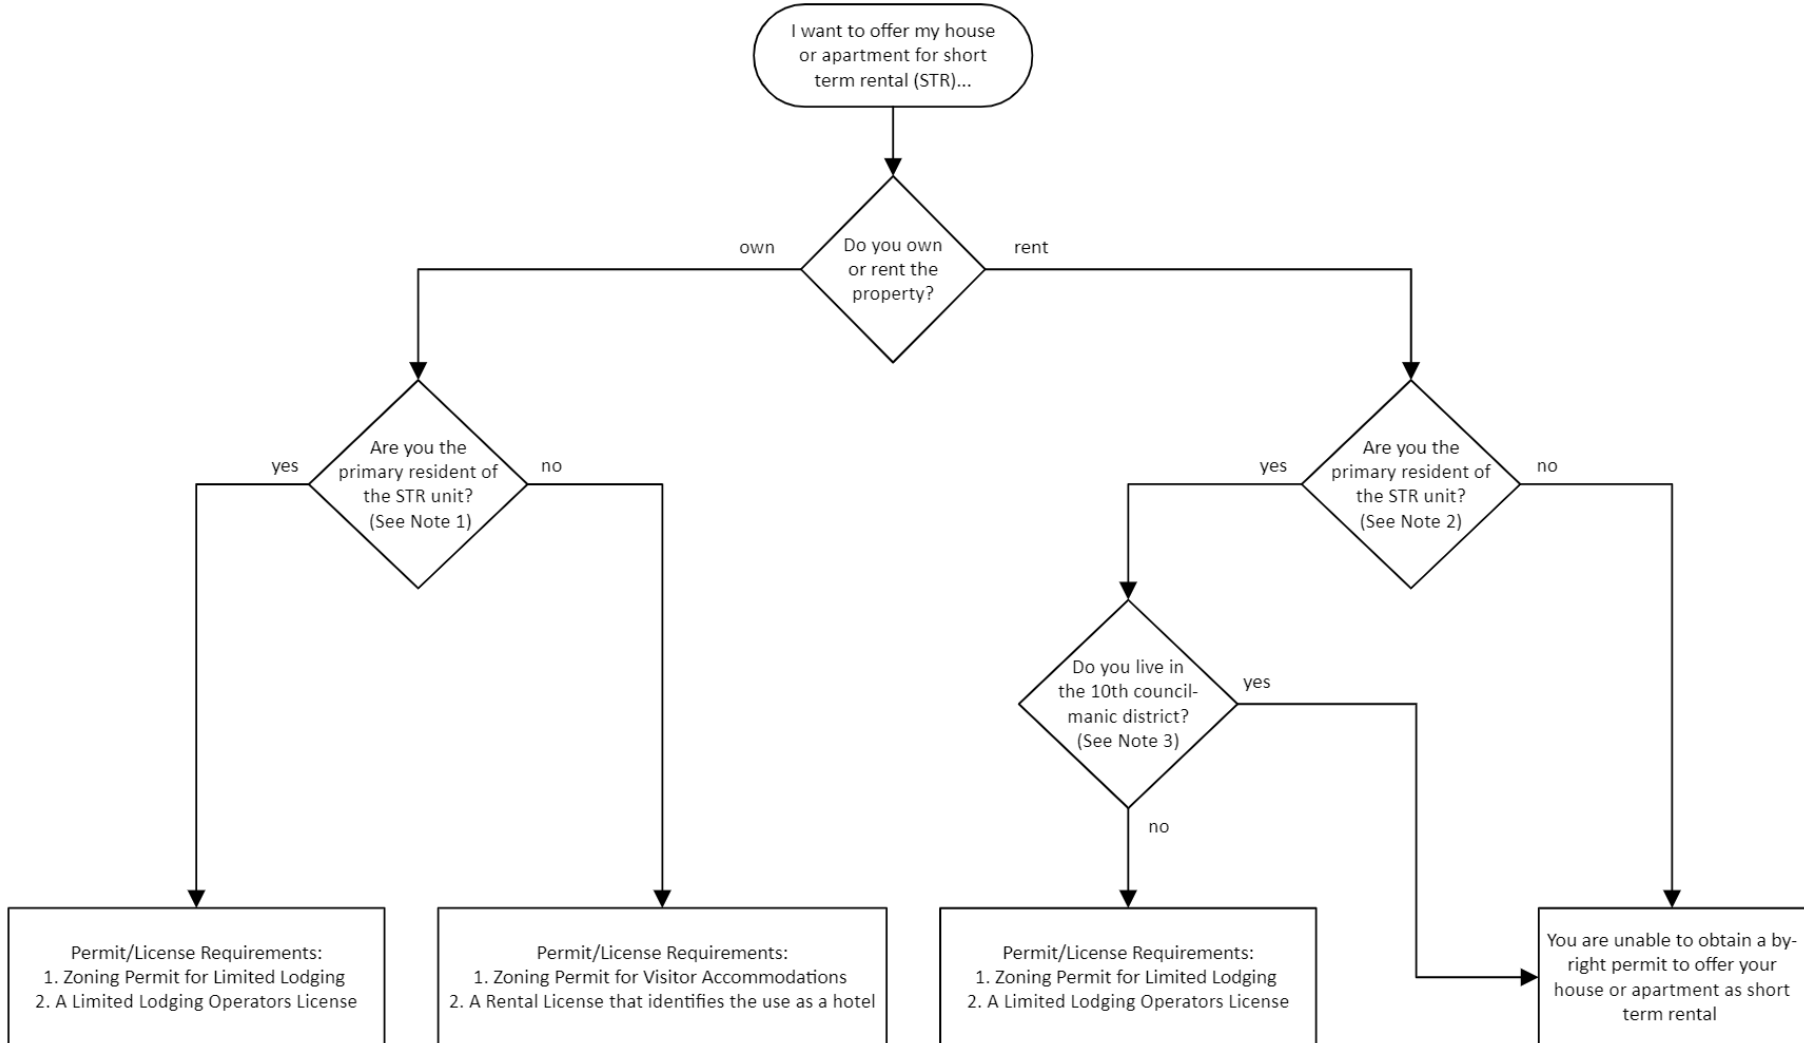 I want to offer my house
or apartment for short
term rental (STR)...
own
Do you own
or rent the
property?
rent
yes
Are you the
primary resident of
the STR unit?
(See Note 1)
no
yes
Are you the
primary resident of
the STR unit?
(See Note 2)
no
Do you live in
the 10th council-
manic district?
(See Note 3)
yes
no
Permit/License Requirements:
1. Zoning Permit for Limited Lodging
2. A Limited Lodging Operators License
Permit/License Requirements:
1. Zoning Permit for Visitor Accommodations
2. A Rental License that identifies the use as a hotel
Permit/License Requirements:
1. Zoning Permit for Limited Lodging
2. A Limited Lodging Operators License
You are unable to obtain a by-
right permit to offer your
house or apartment as short
term rental